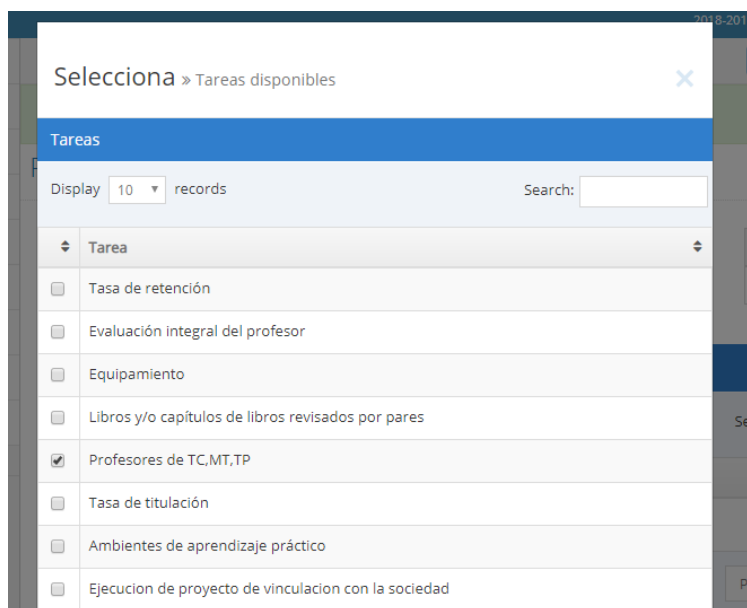 2018-201
Selecciona » Tareas disponibles
Tareas
Display 10 records
Search:
Tarea
Tasa de retención
Evaluación integral del profesor
Equipamiento
Libros y/o capítulos de libros revisados por pares
Profesores de TC,MT,TP
Tasa de titulación
Ambientes de aprendizaje práctico
Ejecucion de proyecto de vinculacion con la sociedad